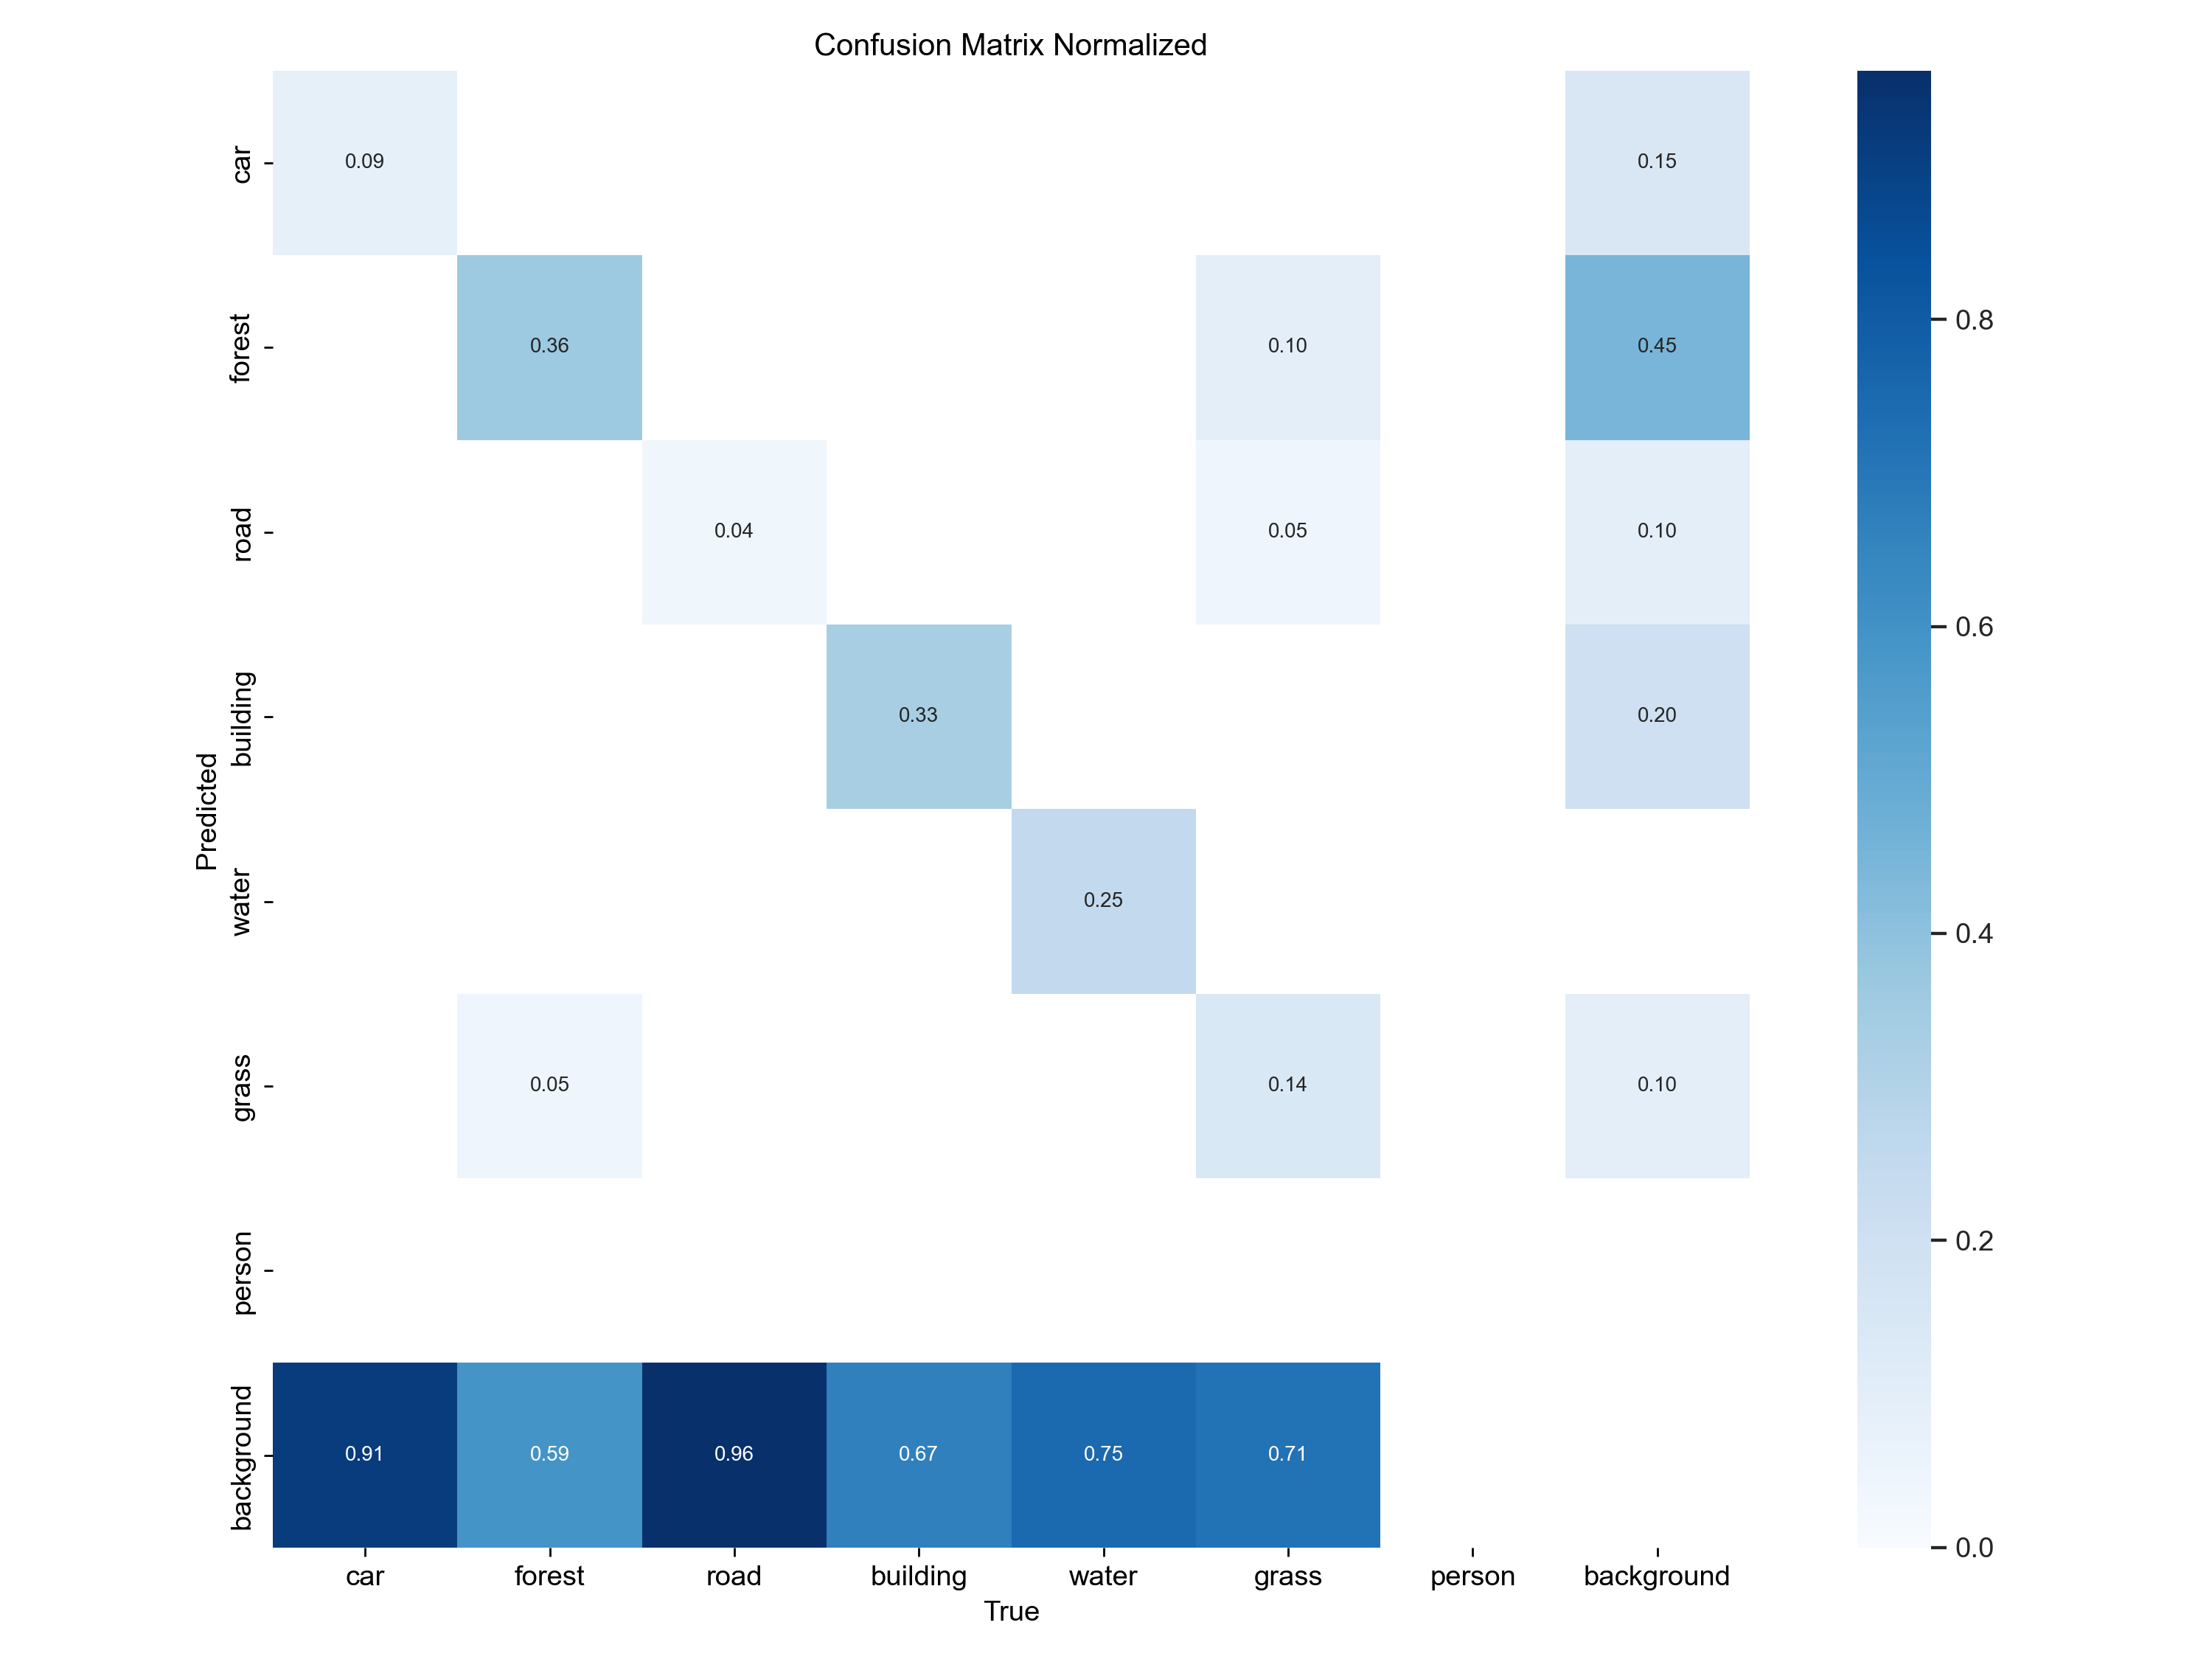 Confusion Matrix Normalized
car
0.09
0.15
forest
0.36
0.10
0.45
0.8
road
0.04
0.05
0.10
building
0.33
0.20
0.6
Predicted
water
0.25
0.4
grass
0.05
0.14
0.10
person
0.2
background
0.91
0.59
0.96
0.67
0.75
0.71
0.0
car forest road building water grass person background
True